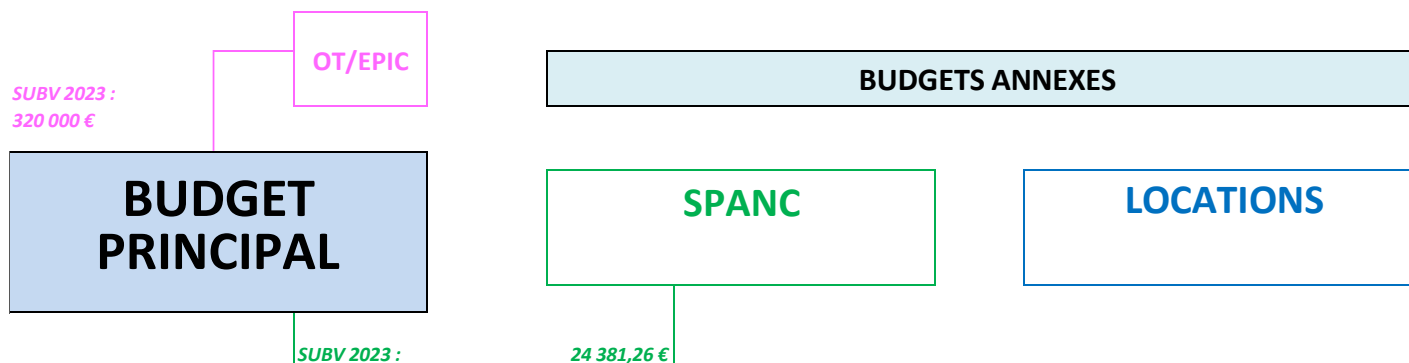 OT/EPIC
BUDGETS ANNEXES
SUBV 2023 :
320 000 €
BUDGET
PRINCIPAL
SPANC
LOCATIONS
SUBV 2023 : 24 381,26 €